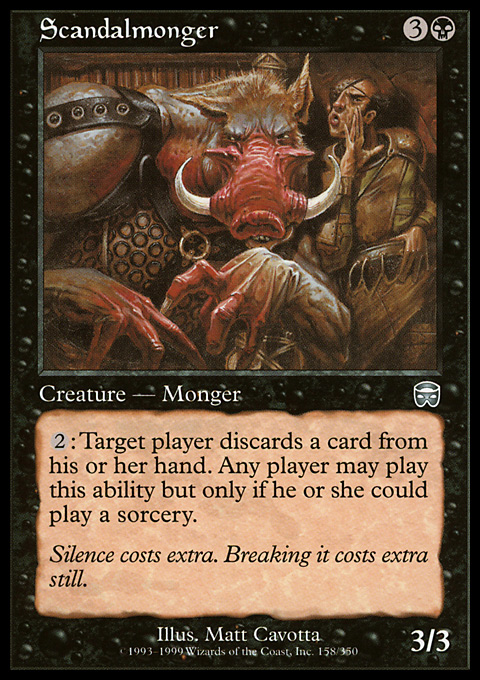 Scandalmonger 3
Creature — Monger
2: Target player discards a card from
his or her hand. Any player may play
this ability but only if he or she could
play a sorcery.
Silence costs extra. Breaking it costs extra
still.
Illus. Matt Cavotta
©1993-1999 Wizards of the Coast, Inc. 158/350
3/3